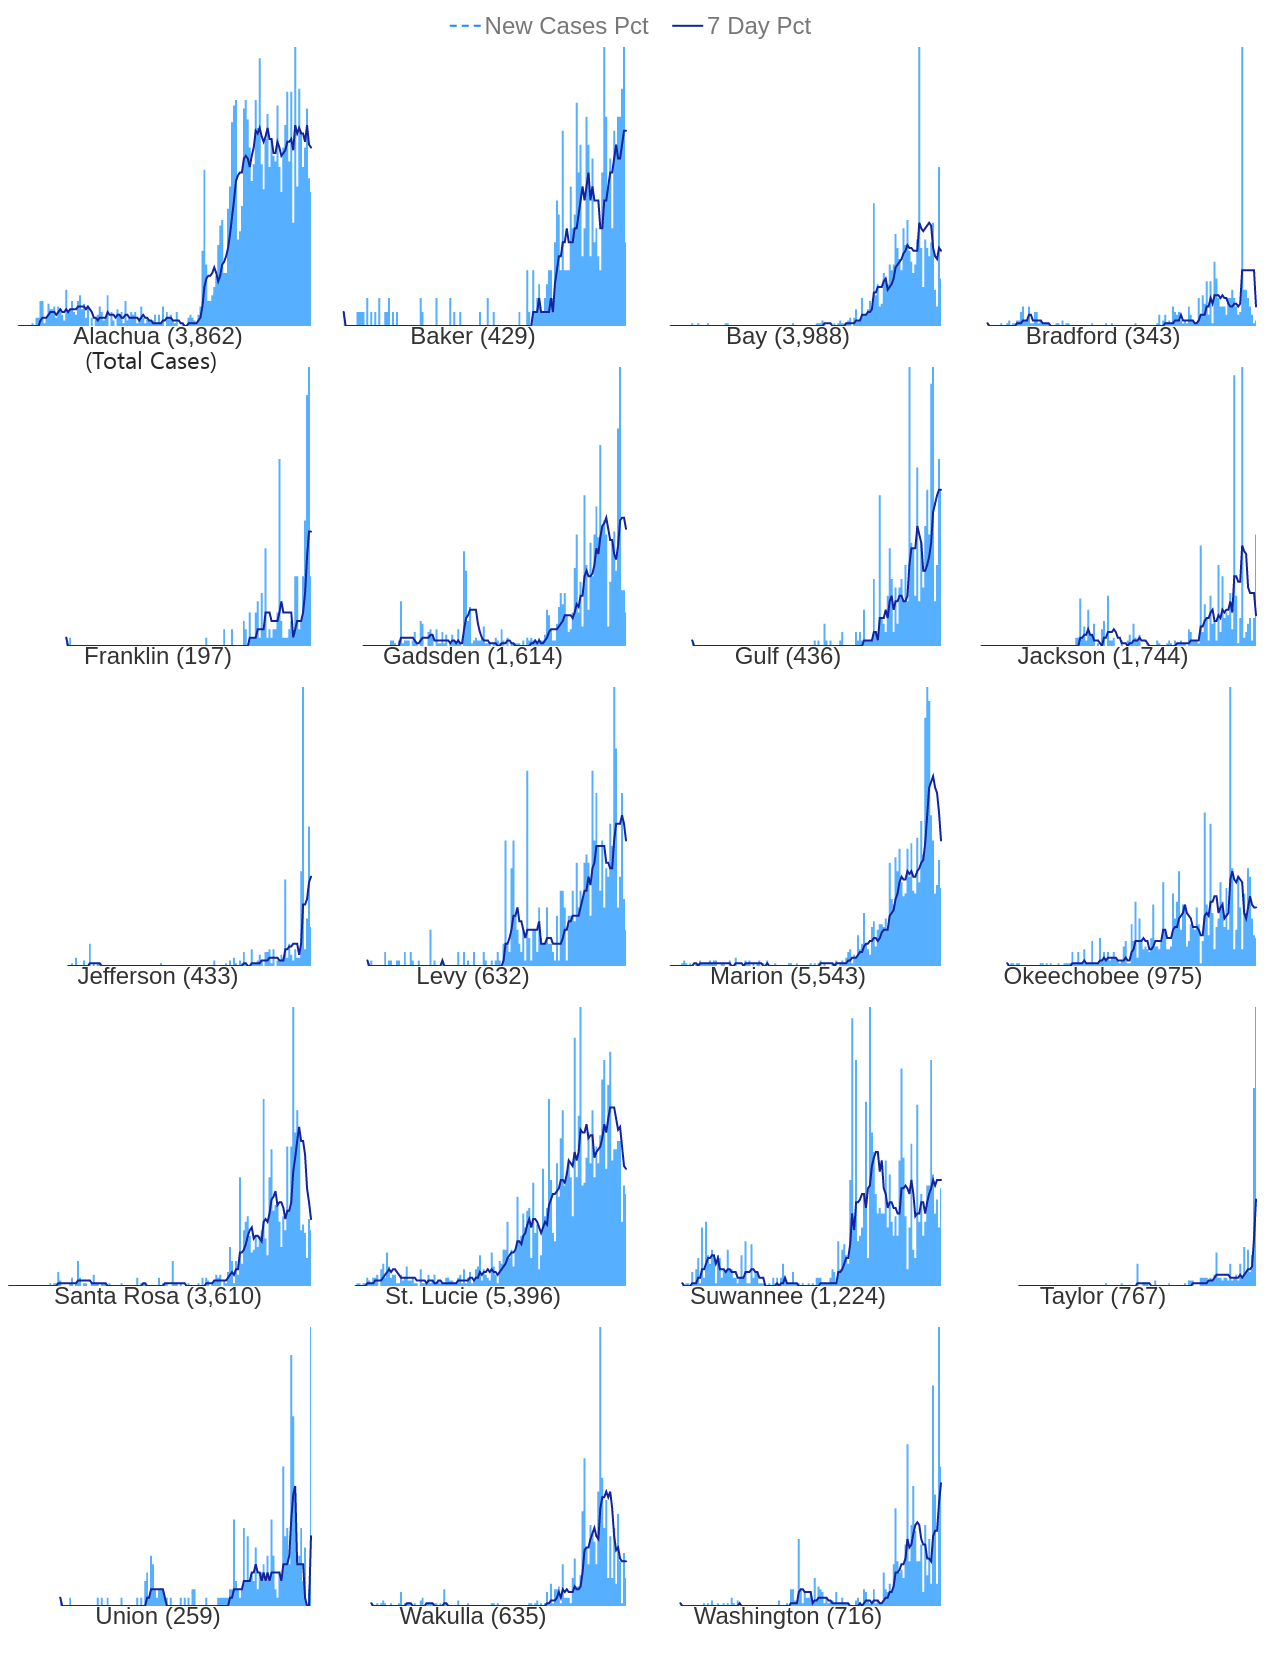 New Cases Pct 7 Day Pct
Alachua (3,862) Baker (429) Bay (3,988) Bradford (343)
(Total Cases)
Franklin (197) Gadsden (1,614) Gulf (436) Jackson (1,744)
Jefferson (433) Levy (632) Marion (5,543) Okeechobee (975)
Santa Rosa (3,610) St. Lucie (5,396) Suwannee (1,224) Taylor (767)
Union (259) Wakulla (635) Washington (716)